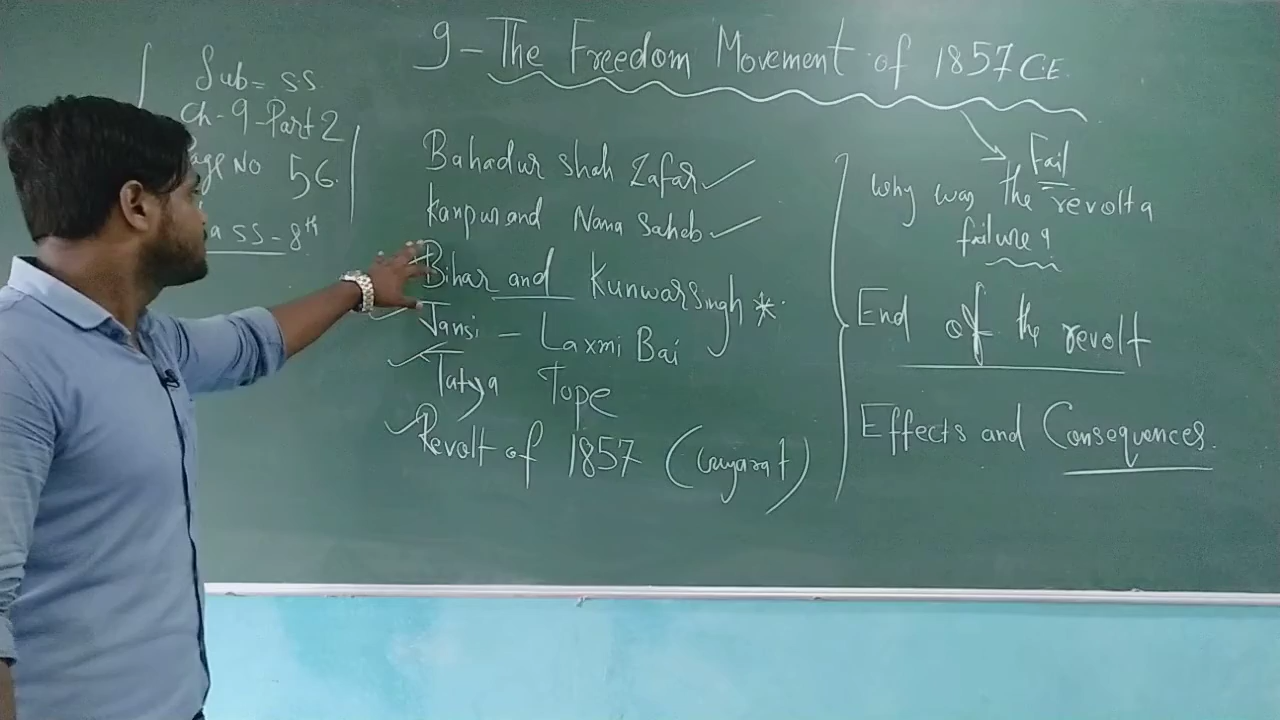 9 - The Freedom Movement of 1857 C.E.
Sub = SS
Ch - 9 - Part 2
Page No 56.
SS - 8th
Bahadur Shah Zafar
Kanpur and Nana Saheb
Bihar and Kunwar Singh *
Jansi - Laxmi Bai
Tatya Tope
Revolt of 1857 (Gujarat)
Fail
Why was the revolt a
failure ?
End of the revolt
Effects and Consequences.